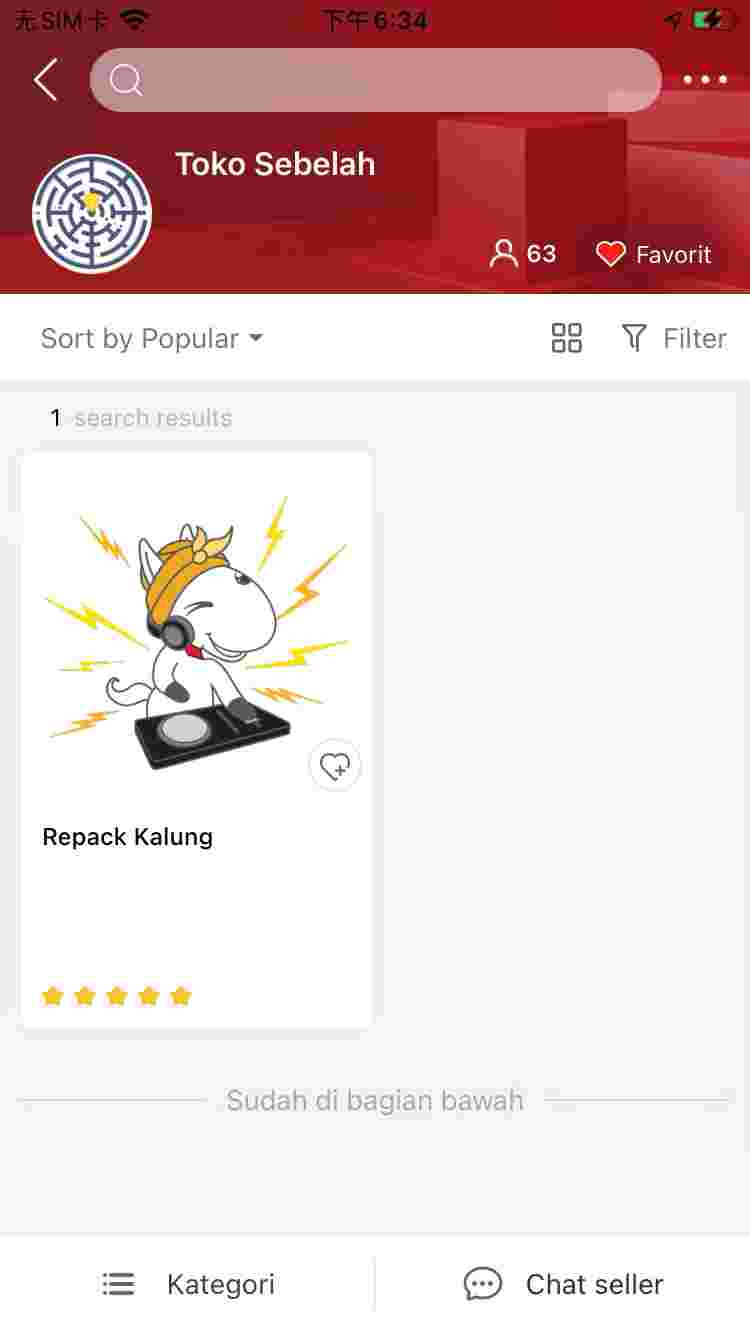 无SIM卡
下午6:34
Toko Sebelah
63
Favorit
Sort by Popular
Filter
1 search results
Repack Kalung
Sudah di bagian bawah
Kategori
Chat seller